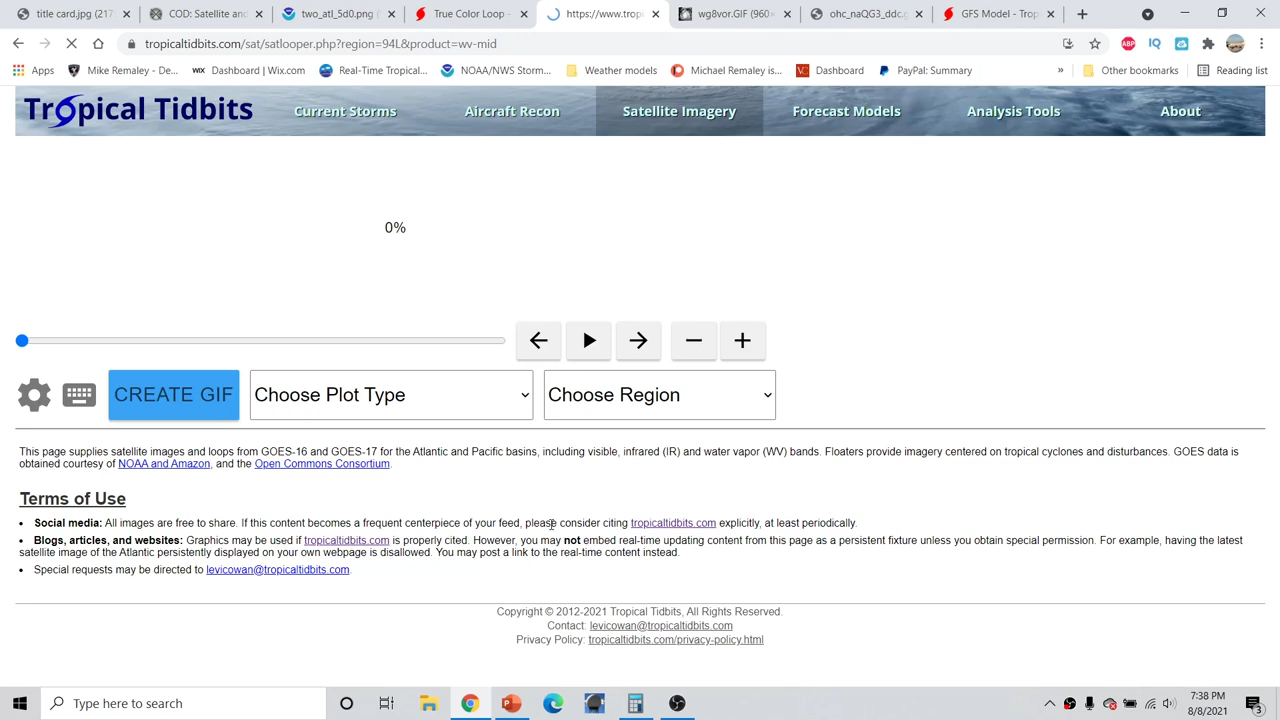 title card.jpg (217
COD: Satellite and
two_atl_5d0.png
True Color Loop -
https://www.trop
wg8vor.GIF (960×
ohc_naQG3_ddc.g
GFS Model - Trop
tropicaltidbits.com/sat/satlooper.php?region=94L&product=wv-mid
ABP
IQ
Apps
Mike Remaley - De...
WIX Dashboard | Wix.com
Real-Time Tropical...
NOAA/NWS Storm...
Weather models
Michael Remaley is...
VC Dashboard
PayPal: Summary
»
Other bookmarks
Reading list
Tropical Tidbits
Current Storms
Aircraft Recon
Satellite Imagery
Forecast Models
Analysis Tools
About
0%
CREATE GIF
Choose Plot Type
Choose Region
This page supplies satellite images and loops from GOES-16 and GOES-17 for the Atlantic and Pacific basins, including visible, infrared (IR) and water vapor (WV) bands. Floaters provide imagery centered on tropical cyclones and disturbances. GOES data is
obtained courtesy of NOAA and Amazon, and the Open Commons Consortium.
Terms of Use
• Social media: All images are free to share. If this content becomes a frequent centerpiece of your feed, please consider citing tropicaltidbits.com explicitly, at least periodically.
• Blogs, articles, and websites: Graphics may be used if tropicaltidbits.com is properly cited. However, you may not embed real-time updating content from this page as a persistent fixture unless you obtain special permission. For example, having the latest
satellite image of the Atlantic persistently displayed on your own webpage is disallowed. You may post a link to the real-time content instead.
• Special requests may be directed to levicowan@tropicaltidbits.com.
Copyright © 2012-2021 Tropical Tidbits, All Rights Reserved.
Contact: levicowan@tropicaltidbits.com
Privacy Policy: tropicaltidbits.com/privacy-policy.html
Type here to search
7:38 PM
8/8/2021
3